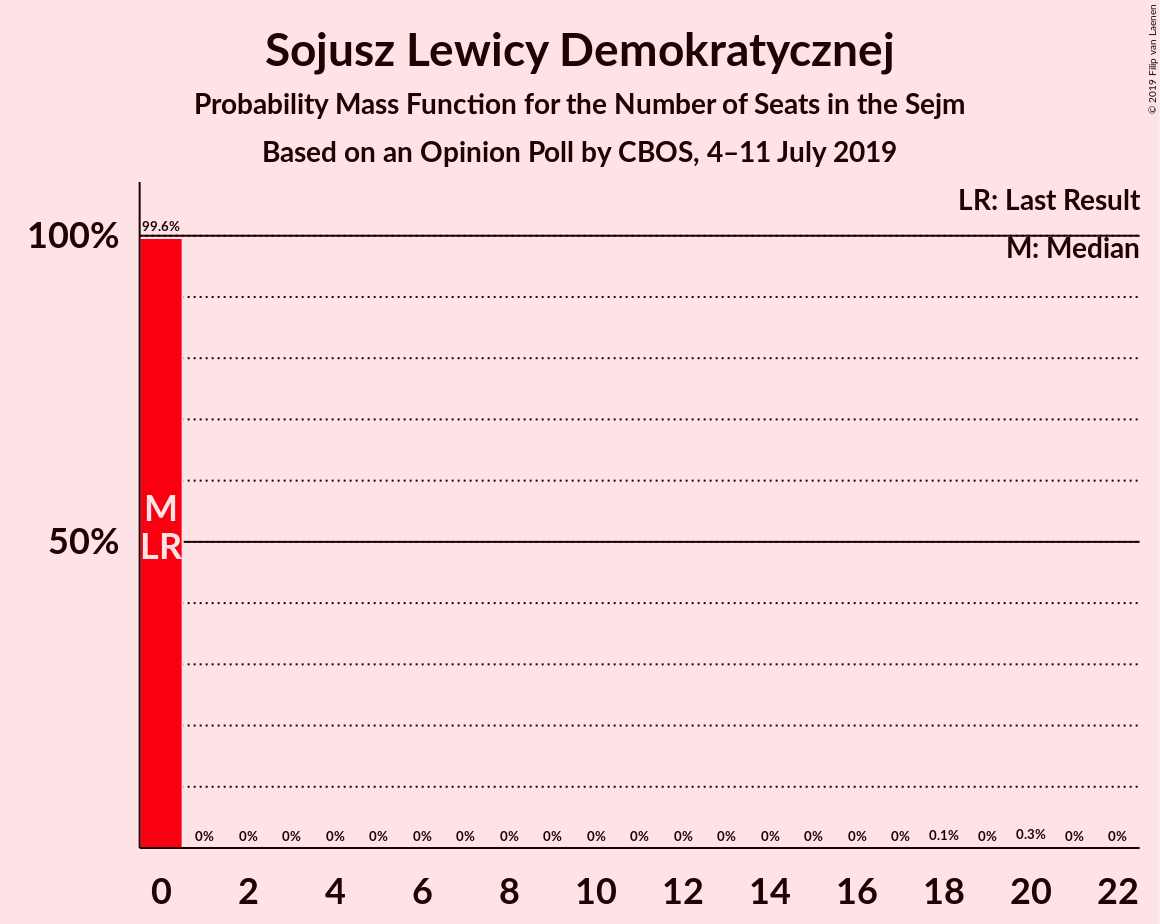 Sojusz Lewicy Demokratycznej
Probability Mass Function for the Number of Seats in the Sejm
Based on an Opinion Poll by CBOS, 4–11 July 2019
© 2019 Filip van Laenen
LR: Last Result
M: Median
100%
50%
99.6%
M
LR
0% 0% 0% 0% 0% 0% 0% 0% 0% 0% 0% 0% 0% 0% 0% 0% 0% 0.1% 0% 0.3% 0% 0%
0 2 4 6 8 10 12 14 16 18 20 22